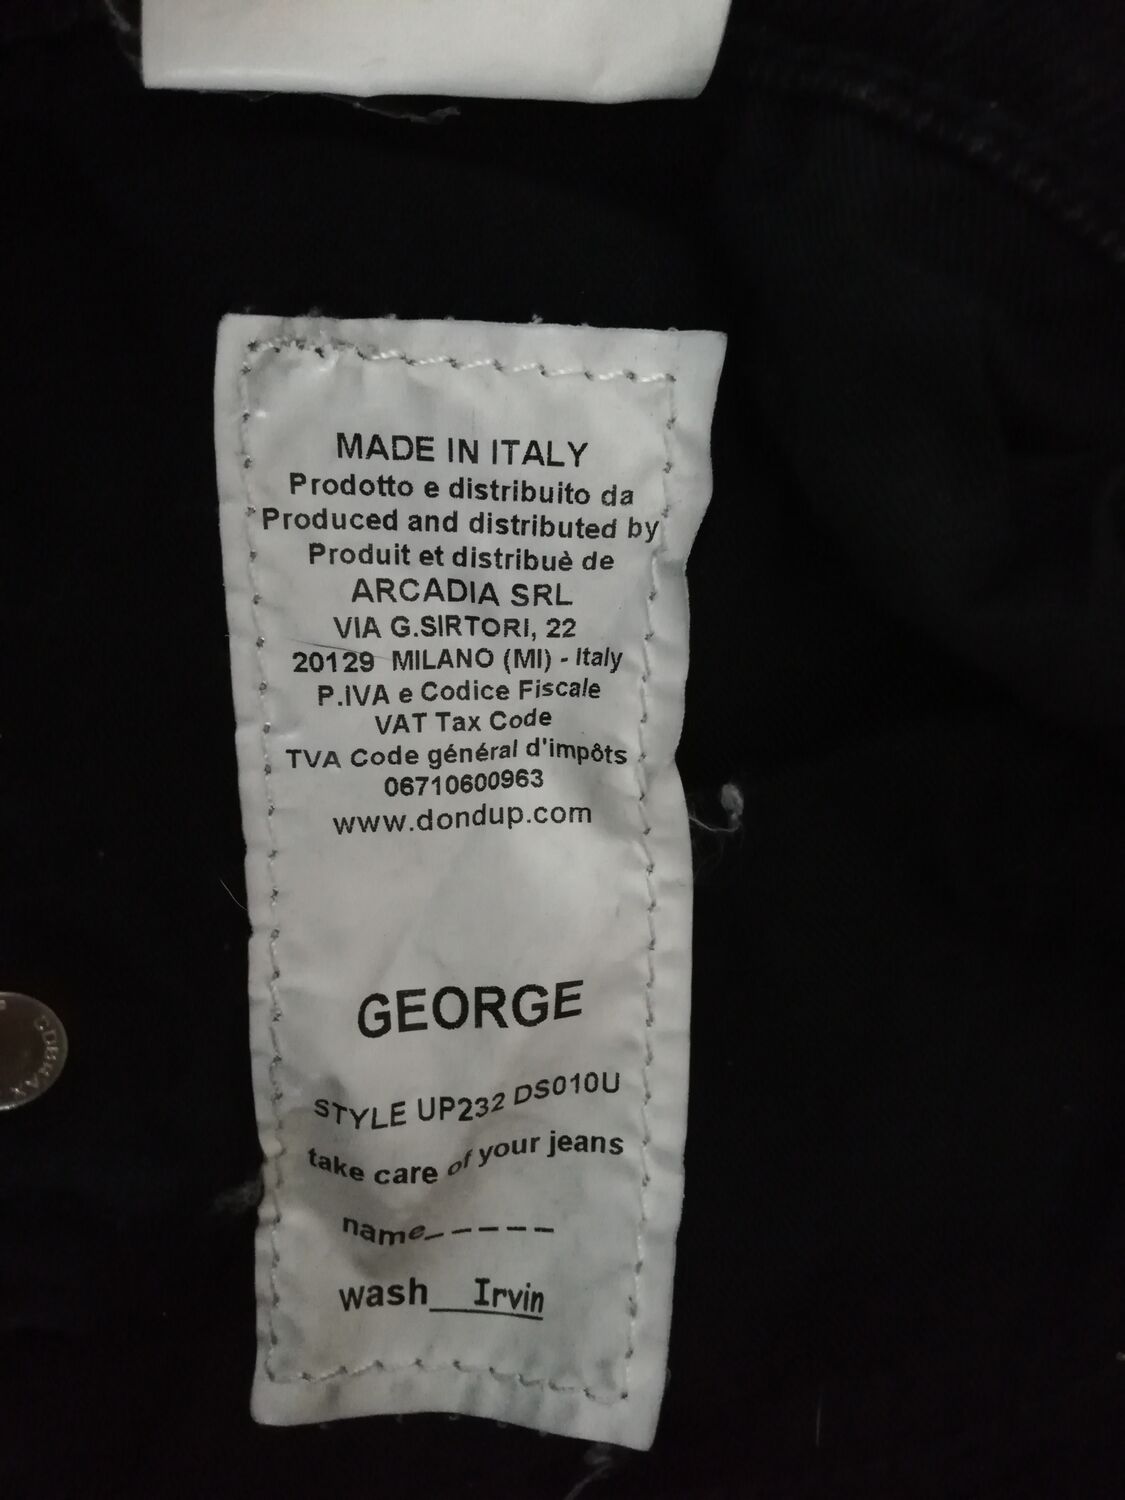 MADE IN ITALY
Prodotto e distribuito da
Produced and distributed by
Produit et distribuè de
ARCADIA SRL
VIA G.SIRTORI, 22
20129 MILANO (MI) - Italy
P.IVA e Codice Fiscale
VAT Tax Code
TVA Code général d'impôts
06710600963
www.dondup.com
GEORGE
STYLE UP232 DS010U
take care of your jeans
name_ _ _ _ _ _
wash__Irvin